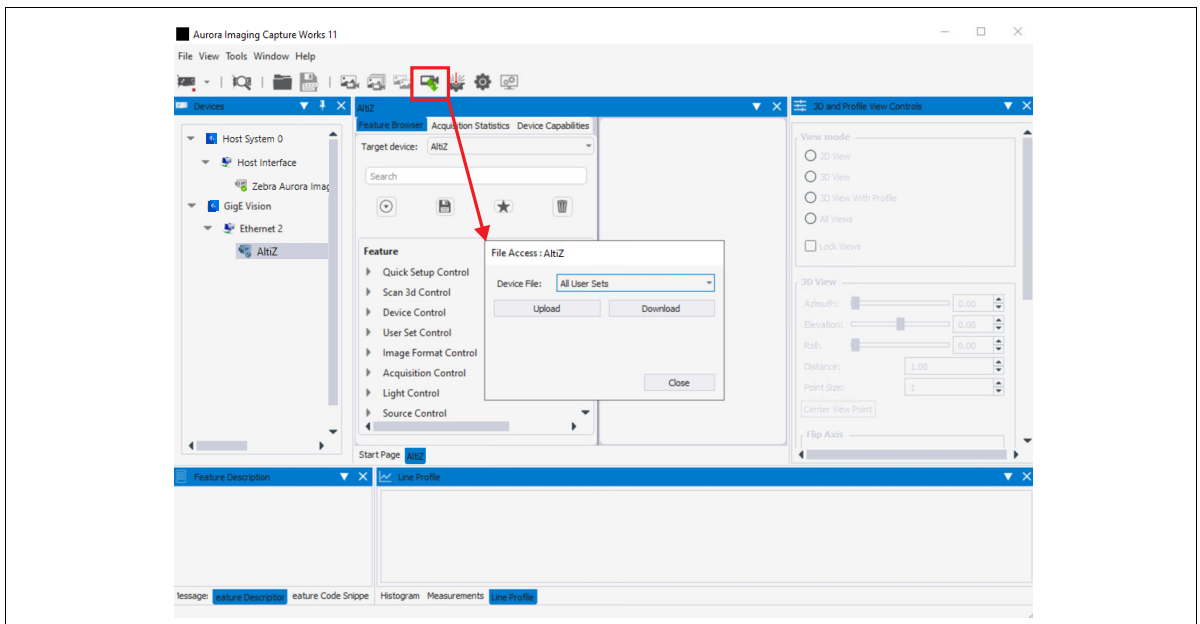 Aurora Imaging Capture Works 11
File View Tools Window Help
Devices
Host System 0
Host Interface
Zebra Aurora Imag
GigE Vision
Ethernet 2
AltiZ
AltiZ
Feature Browser Acquisition Statistics Device Capabilities
Target device: AltiZ
Search
Feature
Quick Setup Control
Scan 3d Control
Device Control
User Set Control
Image Format Control
Acquisition Control
Light Control
Source Control
Start Page AltiZ
File Access : AltiZ
Device File: All User Sets
Upload Download
Close
3D and Profile View Controls
View mode
2D View
3D View
3D View With Profile
All Views
Lock Views
3D View
Azimuth: 0.00
Elevation: 0.00
Roll: 0.00
Distance: 1.00
Point Size: 1
Center View Point
Flip Axis
Feature Description
Line Profile
lessage: eature Description eature Code Snippe
Histogram Measurements Line Profile